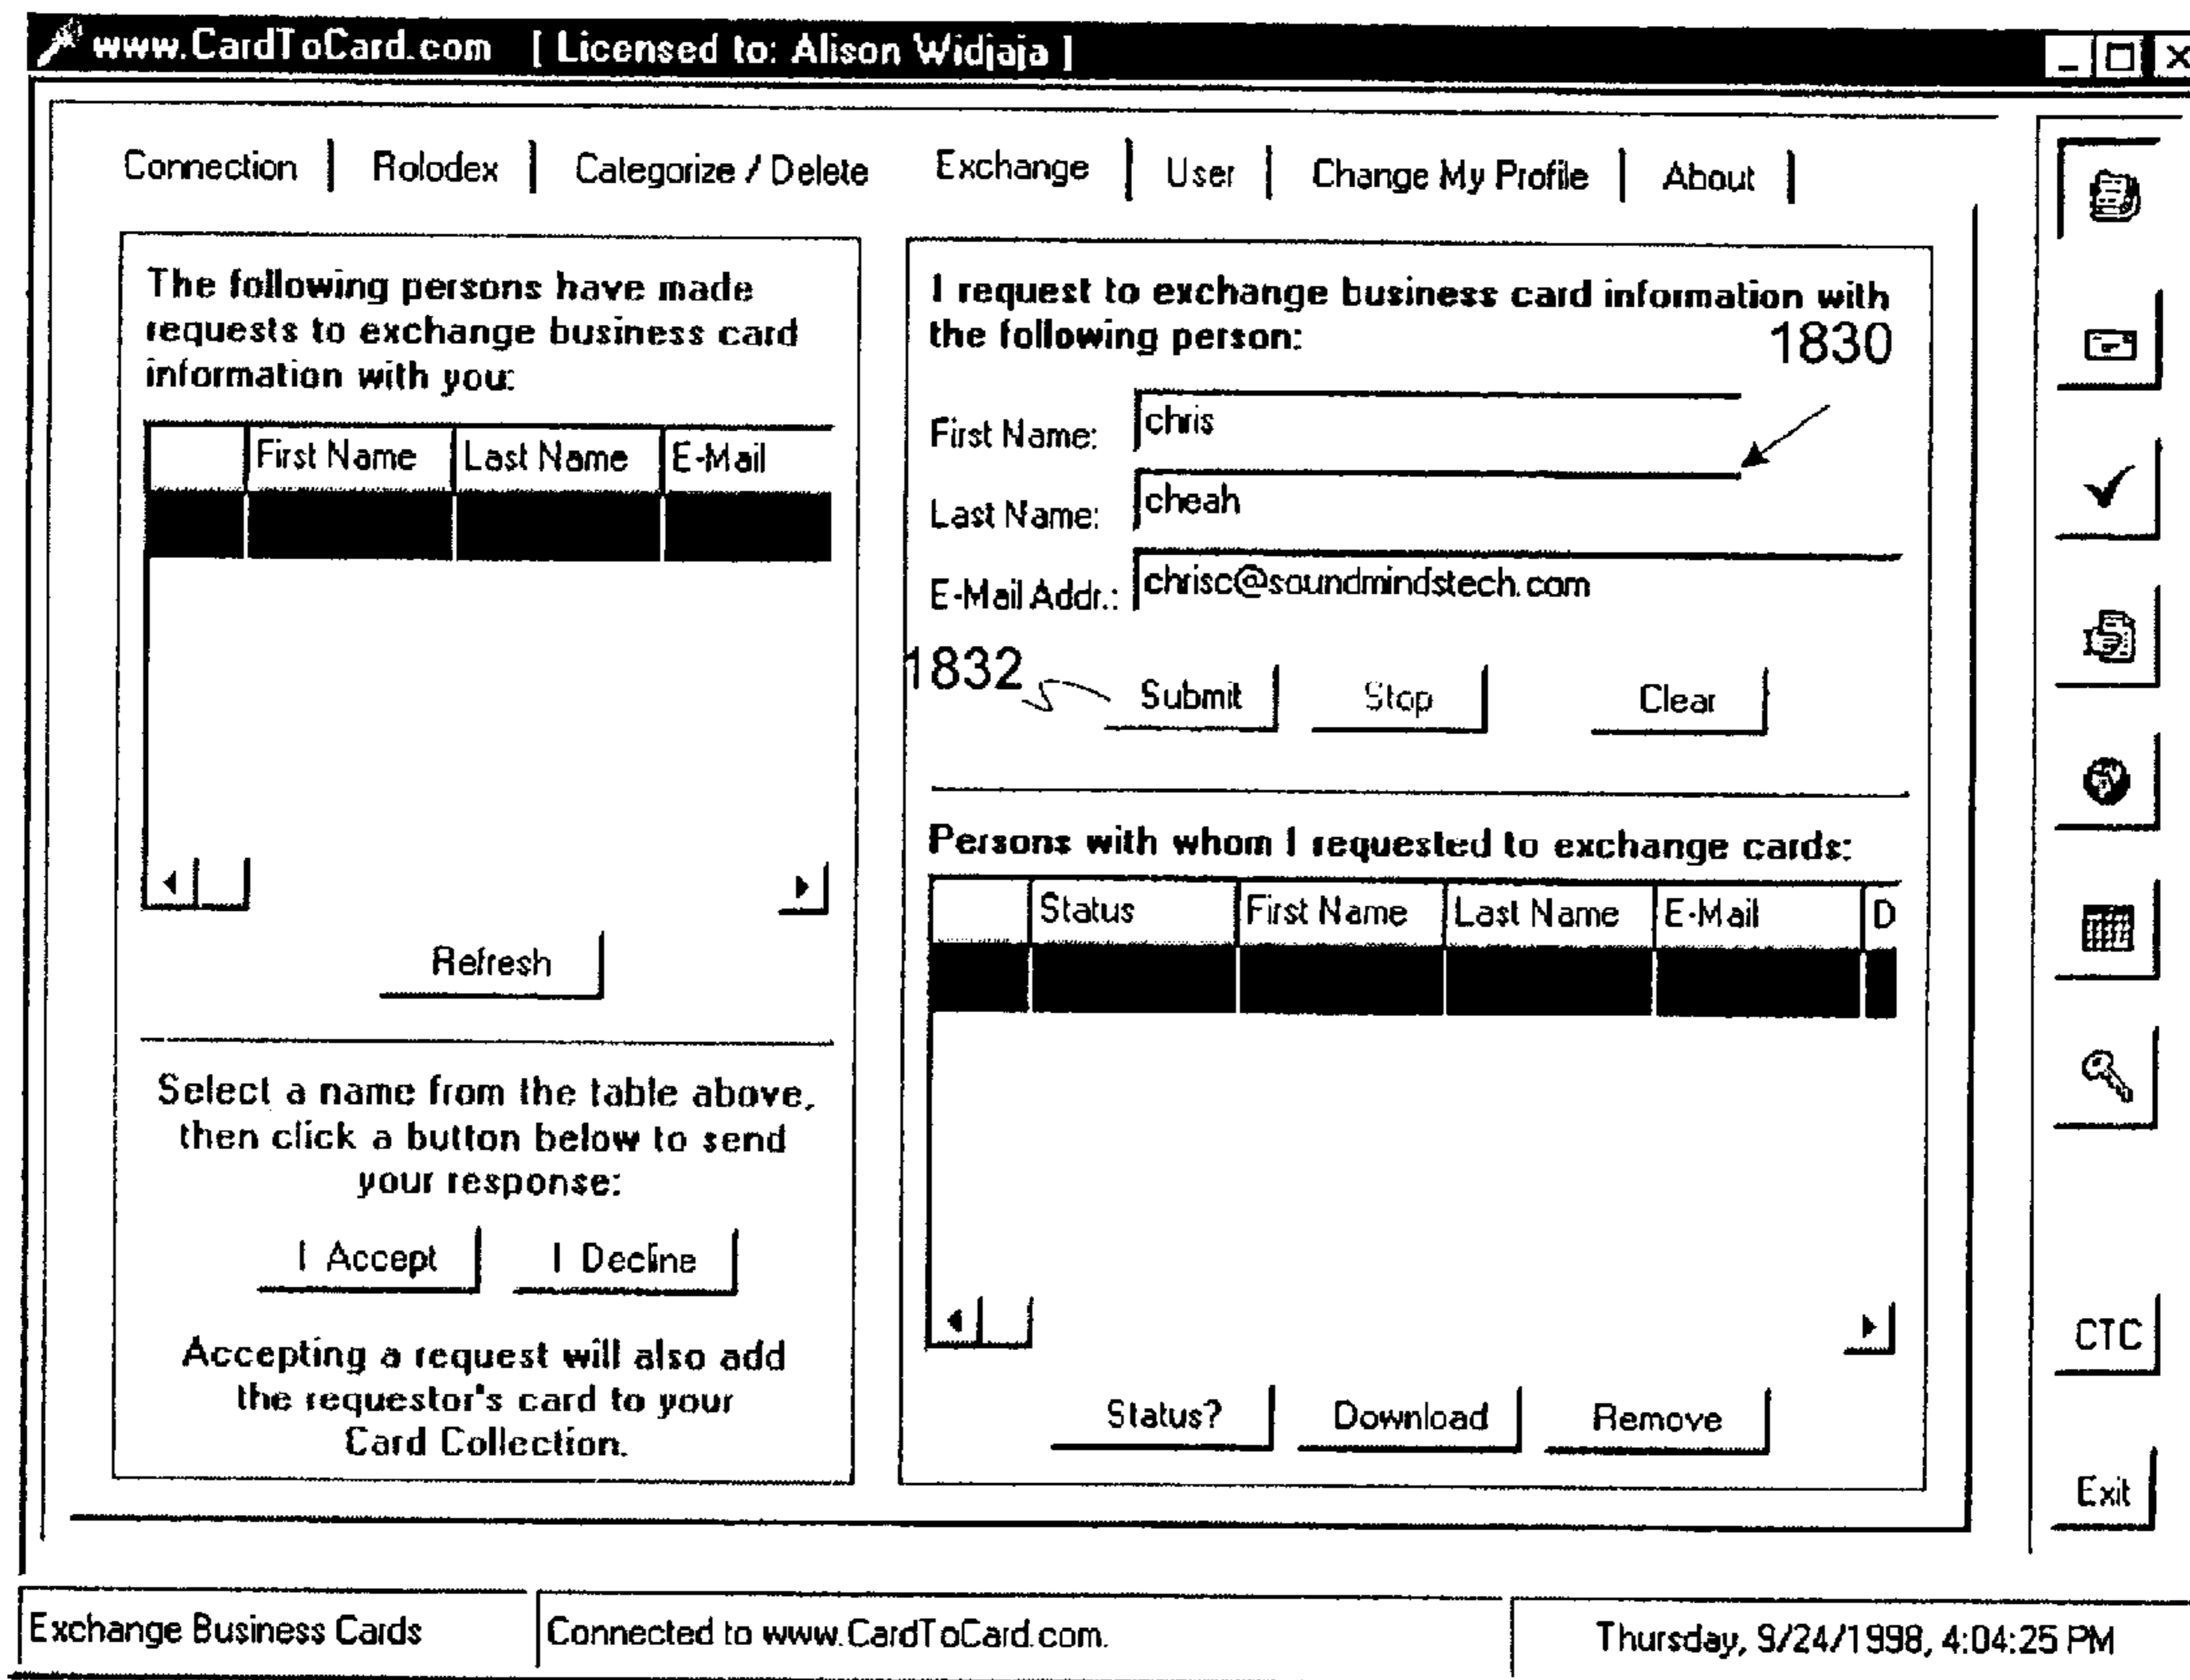 www.CardToCard.com [ Licensed to: Alison Widjaja ]
Connection | Rolodex | Categorize / Delete Exchange | User | Change My Profile | About |
The following persons have made
requests to exchange business card
information with you:
First Name Last Name E-Mail
Refresh
Select a name from the table above,
then click a button below to send
your response:
I Accept I Decline
Accepting a request will also add
the requestor's card to your
Card Collection.
I request to exchange business card information with
the following person:
1830
First Name: chris
Last Name: cheah
E-Mail Addr.: chrisc@soundmindstech.com
1832
Submit Stop Clear
Persons with whom I requested to exchange cards:
Status First Name Last Name E-Mail D
Status? Download Remove
CTC
Exit
Exchange Business Cards Connected to www.CardToCard.com. Thursday, 9/24/1998, 4:04:25 PM